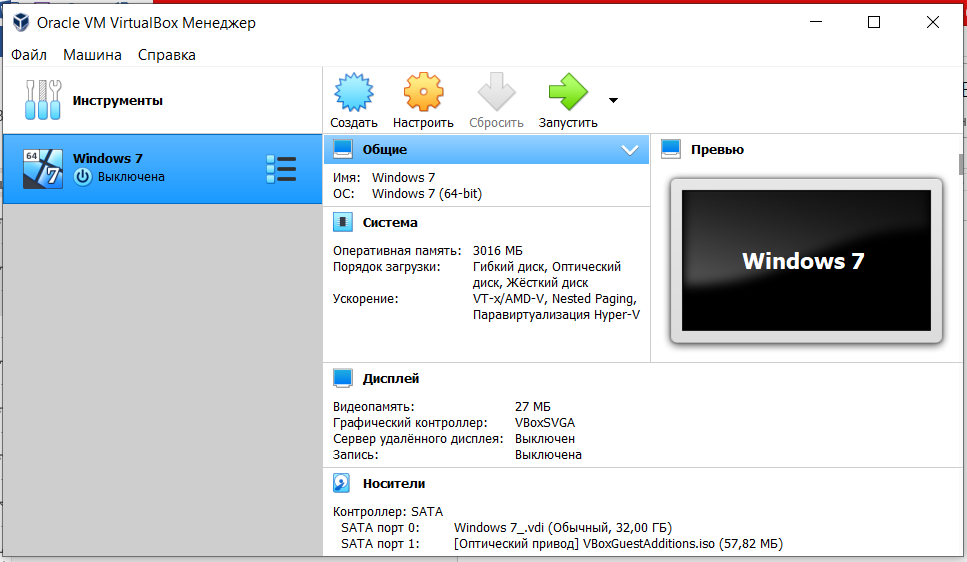 Oracle VM VirtualBox Менеджер
Файл Машина Справка
Инструменты
Создать Настроить Сбросить Запустить
64
7
Windows 7
Выключена
Общие
Имя: Windows 7
ОС: Windows 7 (64-bit)
Система
Оперативная память: 3016 МБ
Порядок загрузки: Гибкий диск, Оптический
диск, Жёсткий диск
Ускорение: VT-x/AMD-V, Nested Paging,
Паравиртуализация Hyper-V
Превью
Windows 7
Дисплей
Видеопамять: 27 МБ
Графический контроллер: VBoxSVGA
Сервер удалённого дисплея: Выключен
Запись: Выключена
Носители
Контроллер: SATA
SATA порт 0: Windows 7_.vdi (Обычный, 32,00 ГБ)
SATA порт 1: [Оптический привод] VBoxGuestAdditions.iso (57,82 МБ)